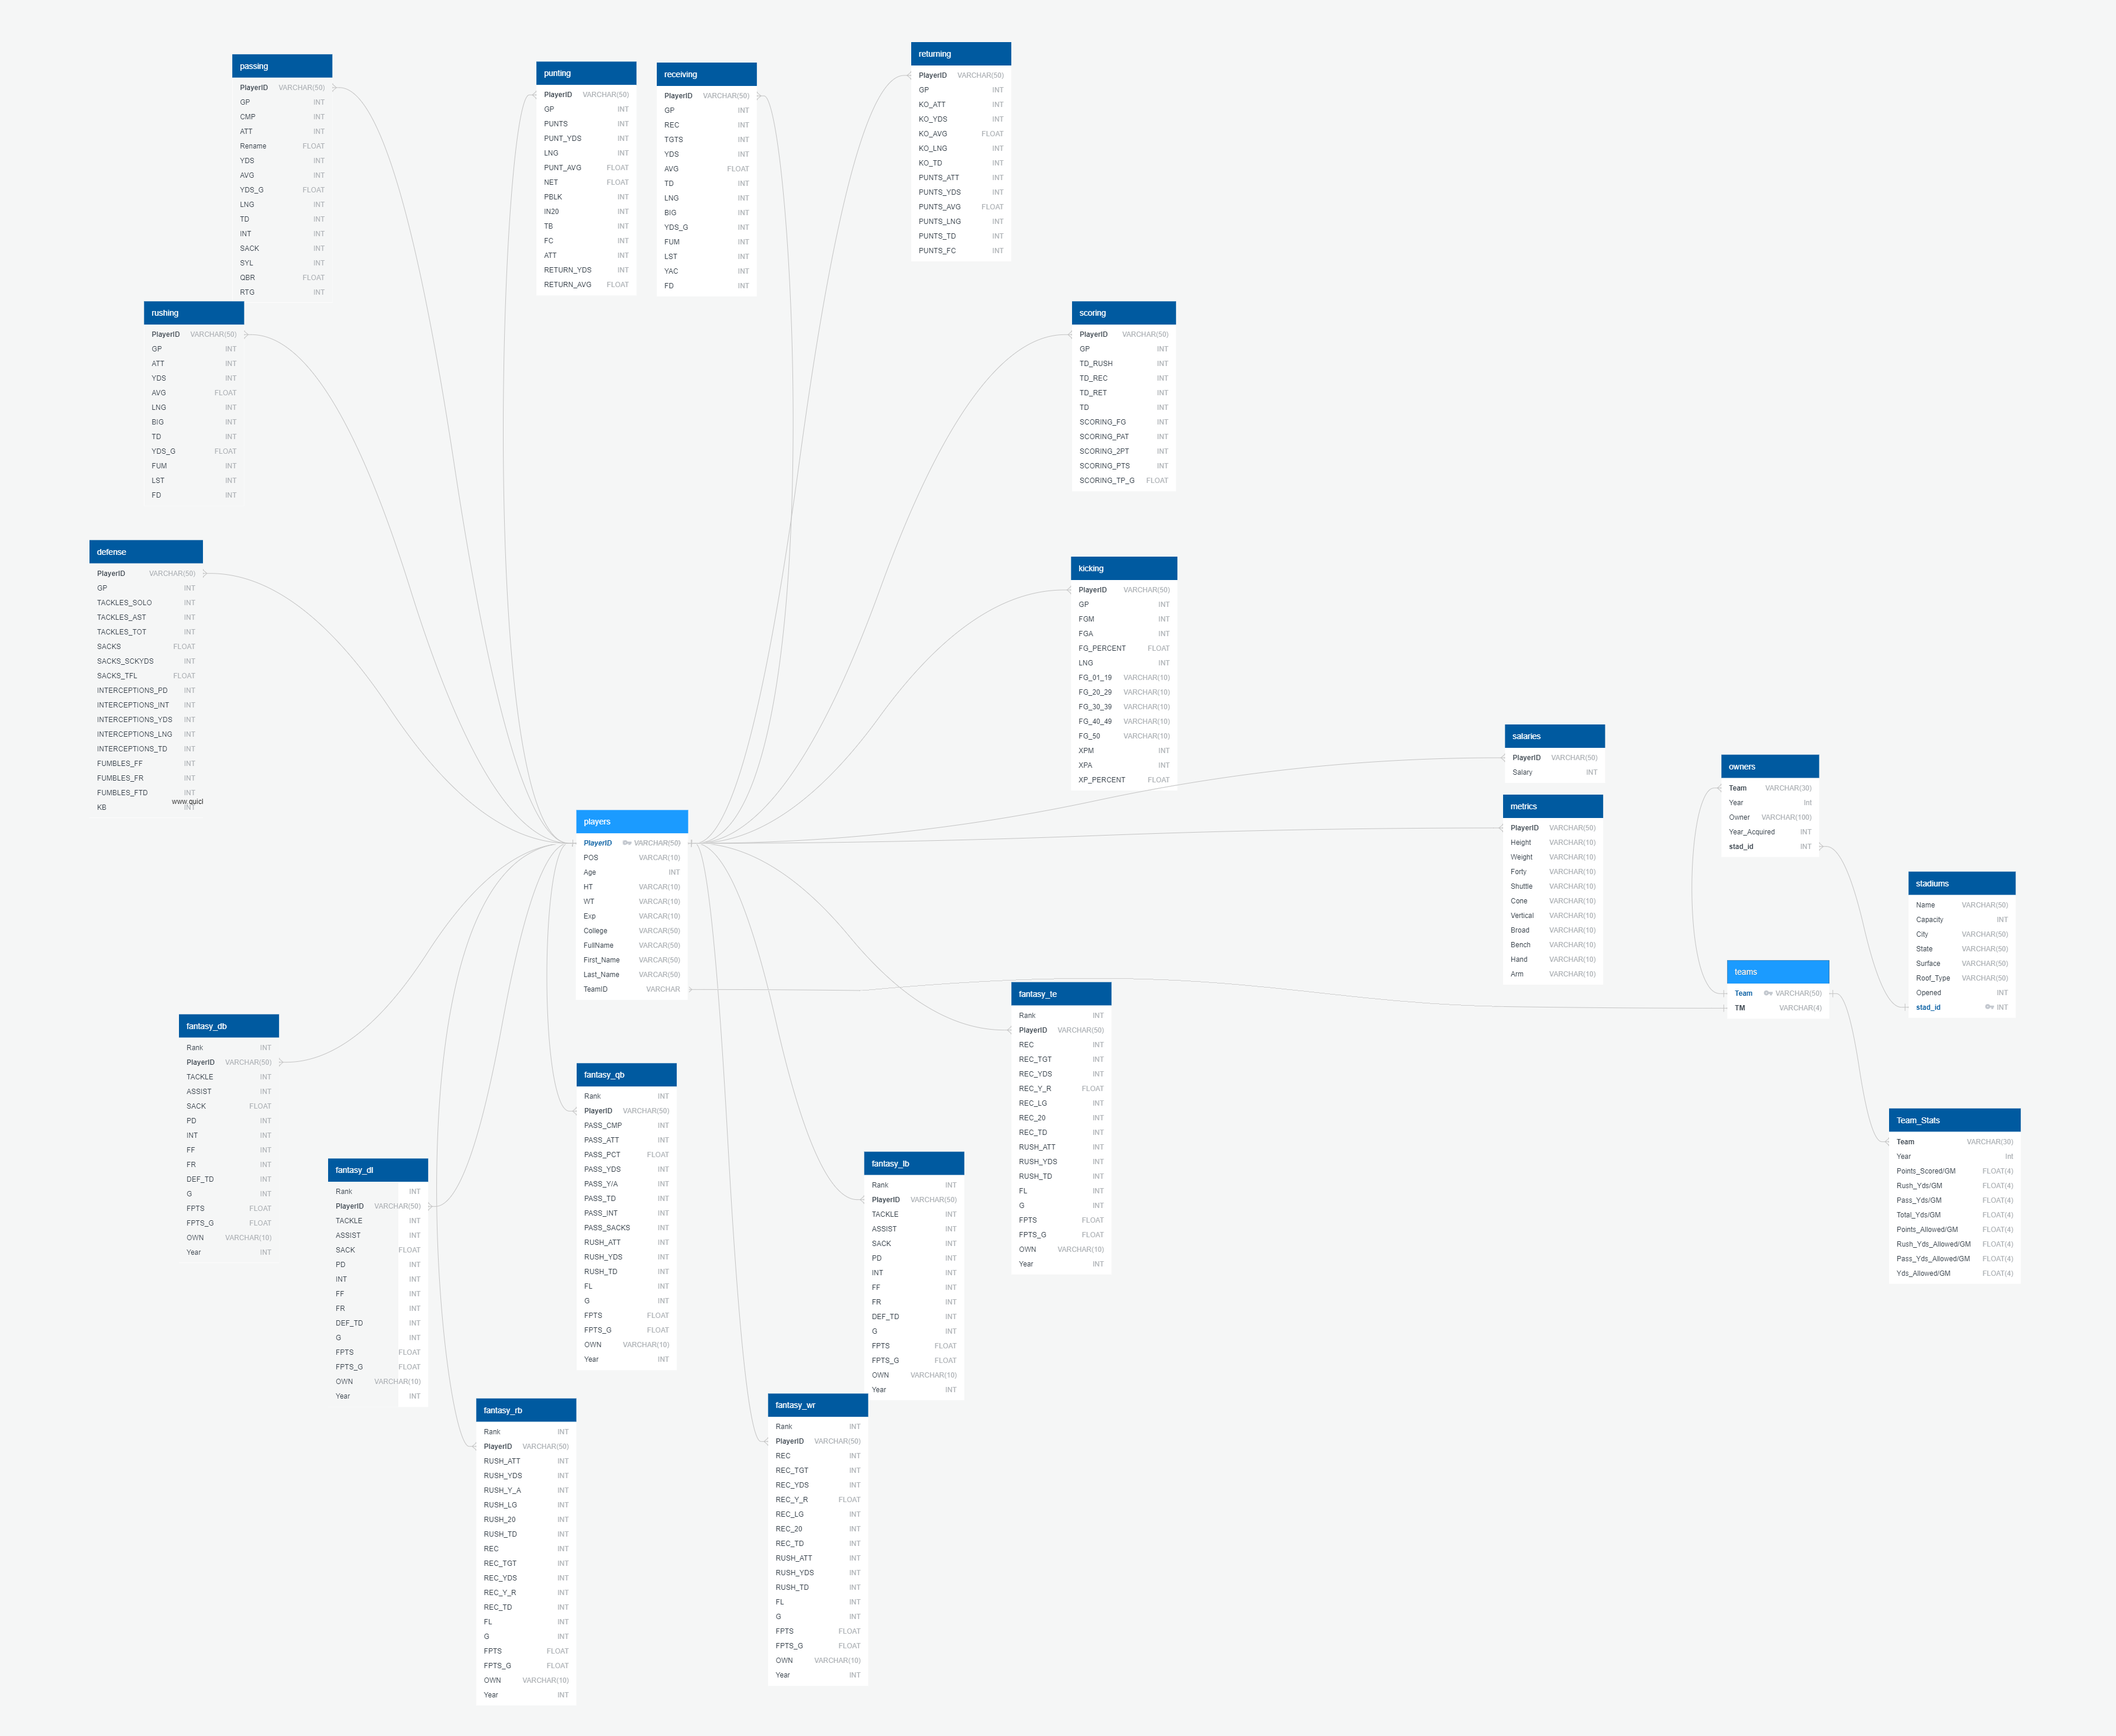 passing
PlayerID VARCHAR(50)
GP INT
CMP INT
ATT INT
Rename FLOAT
YDS INT
AVG INT
YDS_G FLOAT
LNG INT
TD INT
INT INT
SACK INT
SYL INT
QBR FLOAT
RTG INT
punting
PlayerID VARCHAR(50)
GP INT
PUNTS INT
PUNT_YDS INT
LNG INT
PUNT_AVG FLOAT
NET FLOAT
PBLK INT
IN20 INT
TB INT
FC INT
ATT INT
RETURN_YDS INT
RETURN_AVG FLOAT
receiving
PlayerID VARCHAR(50)
GP INT
REC INT
TGTS INT
YDS INT
AVG FLOAT
TD INT
LNG INT
BIG INT
YDS_G INT
FUM INT
LST INT
YAC INT
FD INT
returning
PlayerID VARCHAR(50)
GP INT
KO_ATT INT
KO_YDS INT
KO_AVG FLOAT
KO_LNG INT
KO_TD INT
PUNTS_ATT INT
PUNTS_YDS INT
PUNTS_AVG FLOAT
PUNTS_LNG INT
PUNTS_TD INT
PUNTS_FC INT
rushing
PlayerID VARCHAR(50)
GP INT
ATT INT
YDS INT
AVG FLOAT
LNG INT
BIG INT
TD INT
YDS_G FLOAT
FUM INT
LST INT
FD INT
scoring
PlayerID VARCHAR(50)
GP INT
TD_RUSH INT
TD_REC INT
TD_RET INT
TD INT
SCORING_FG INT
SCORING_PAT INT
SCORING_2PT INT
SCORING_PTS INT
SCORING_TP_G FLOAT
defense
PlayerID VARCHAR(50)
GP INT
TACKLES_SOLO INT
TACKLES_AST INT
TACKLES_TOT INT
SACKS FLOAT
SACKS_SCKYDS INT
SACKS_TFL FLOAT
INTERCEPTIONS_PD INT
INTERCEPTIONS_INT INT
INTERCEPTIONS_YDS INT
INTERCEPTIONS_LNG INT
INTERCEPTIONS_TD INT
FUMBLES_FF INT
FUMBLES_FR INT
FUMBLES_FTD INT
www.quicl
KB INT
kicking
PlayerID VARCHAR(50)
GP INT
FGM INT
FGA INT
FG_PERCENT FLOAT
LNG INT
FG_01_19 VARCHAR(10)
FG_20_29 VARCHAR(10)
FG_30_39 VARCHAR(10)
FG_40_49 VARCHAR(10)
FG_50 VARCHAR(10)
XPM INT
XPA INT
XP_PERCENT FLOAT
salaries
PlayerID VARCHAR(50)
Salary INT
metrics
PlayerID VARCHAR(50)
Height VARCHAR(10)
Weight VARCHAR(10)
Forty VARCHAR(10)
Shuttle VARCHAR(10)
Cone VARCHAR(10)
Vertical VARCHAR(10)
Broad VARCHAR(10)
Bench VARCHAR(10)
Hand VARCHAR(10)
Arm VARCHAR(10)
owners
Team VARCHAR(30)
Year Int
Owner VARCHAR(100)
Year_Acquired INT
stad_id INT
stadiums
Name VARCHAR(50)
Capacity INT
City VARCHAR(50)
State VARCHAR(50)
Surface VARCHAR(50)
Roof_Type VARCHAR(50)
Opened INT
stad_id INT
players
PlayerID VARCHAR(50)
POS VARCAR(10)
Age INT
HT VARCAR(10)
WT VARCAR(10)
Exp VARCAR(10)
College VARCAR(50)
FullName VARCAR(50)
First_Name VARCAR(50)
Last_Name VARCAR(50)
TeamID VARCHAR
teams
Team VARCHAR(50)
TM VARCHAR(4)
Team_Stats
Team VARCHAR(30)
Year Int
Points_Scored/GM FLOAT(4)
Rush_Yds/GM FLOAT(4)
Pass_Yds/GM FLOAT(4)
Total_Yds/GM FLOAT(4)
Points_Allowed/GM FLOAT(4)
Rush_Yds_Allowed/GM FLOAT(4)
Pass_Yds_Allowed/GM FLOAT(4)
Yds_Allowed/GM FLOAT(4)
fantasy_te
Rank INT
PlayerID VARCHAR(50)
REC INT
REC_TGT INT
REC_YDS INT
REC_Y_R FLOAT
REC_LG INT
REC_20 INT
REC_TD INT
RUSH_ATT INT
RUSH_YDS INT
RUSH_TD INT
FL INT
G INT
FPTS FLOAT
FPTS_G FLOAT
OWN VARCHAR(10)
Year INT
fantasy_db
Rank INT
PlayerID VARCHAR(50)
TACKLE INT
ASSIST INT
SACK FLOAT
PD INT
INT INT
FF INT
FR INT
DEF_TD INT
G INT
FPTS FLOAT
FPTS_G FLOAT
OWN VARCHAR(10)
Year INT
fantasy_qb
Rank INT
PlayerID VARCHAR(50)
PASS_CMP INT
PASS_ATT INT
PASS_PCT FLOAT
PASS_YDS INT
PASS_Y/A INT
PASS_TD INT
PASS_INT INT
PASS_SACKS INT
RUSH_ATT INT
RUSH_YDS INT
RUSH_TD INT
FL INT
G INT
FPTS FLOAT
FPTS_G FLOAT
OWN VARCHAR(10)
Year INT
fantasy_dl
Rank INT
PlayerID VARCHAR(50)
TACKLE INT
ASSIST INT
SACK FLOAT
PD INT
INT INT
FF INT
FR INT
DEF_TD INT
G INT
FPTS FLOAT
FPTS_G FLOAT
OWN VARCHAR(10)
Year INT
fantasy_lb
Rank INT
PlayerID VARCHAR(50)
TACKLE INT
ASSIST INT
SACK INT
PD INT
INT INT
FF INT
FR INT
DEF_TD INT
G INT
FPTS FLOAT
FPTS_G FLOAT
OWN VARCHAR(10)
Year INT
fantasy_rb
Rank INT
PlayerID VARCHAR(50)
RUSH_ATT INT
RUSH_YDS INT
RUSH_Y_A INT
RUSH_LG INT
RUSH_20 INT
RUSH_TD INT
REC INT
REC_TGT INT
REC_YDS INT
REC_Y_R INT
REC_TD INT
FL INT
G INT
FPTS FLOAT
FPTS_G FLOAT
OWN VARCHAR(10)
Year INT
fantasy_wr
Rank INT
PlayerID VARCHAR(50)
REC INT
REC_TGT INT
REC_YDS INT
REC_Y_R FLOAT
REC_LG INT
REC_20 INT
REC_TD INT
RUSH_ATT INT
RUSH_YDS INT
RUSH_TD INT
FL INT
G INT
FPTS FLOAT
FPTS_G FLOAT
OWN VARCHAR(10)
Year INT